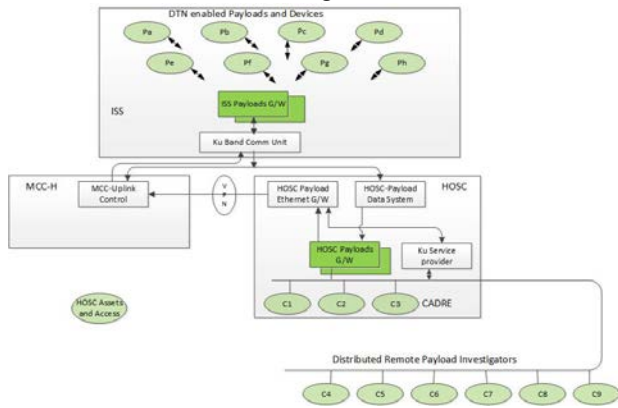 DTN enabled Payloads and Devices
Pa
Pb
Pc
Pd
Pe
Pf
Pg
Ph
ISS Payloads G/W
ISS
Ku Band Comm Unit
MCC-H
MCC-Uplink
Control
V
P
N
HOSC Payload
Ethernet G/W
HOSC-Payload
Data System
HOSC
HOSC Payloads
G/W
Ku Service
provider
C1
C2
C3
CADRE
HOSC Assets
and Access
Distributed Remote Payload Investigators
C4
C5
C6
C7
C8
C9